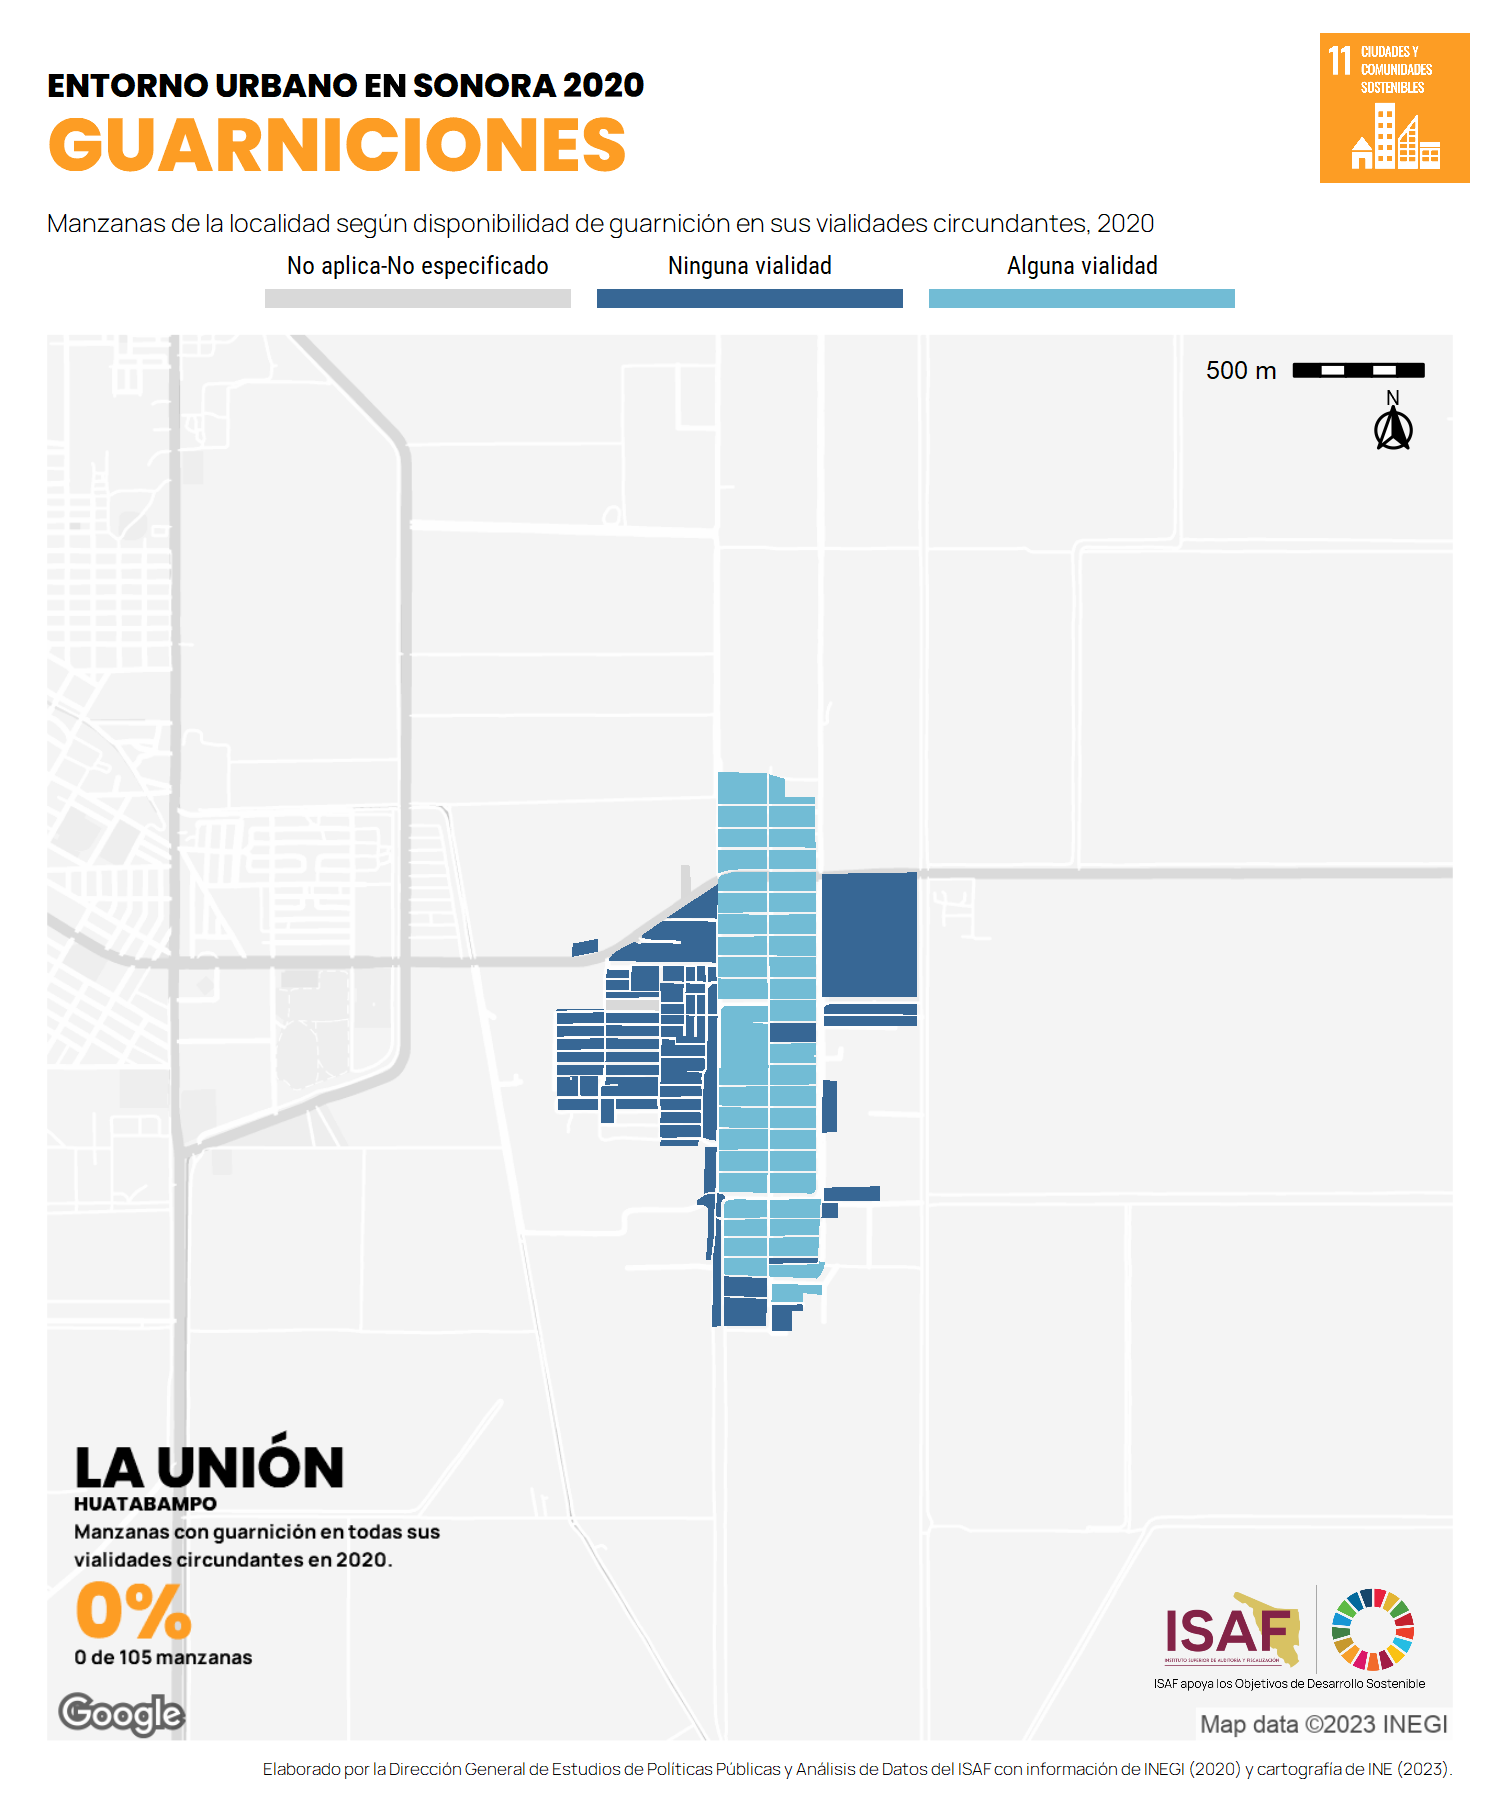 ENTORNO URBANO EN SONORA 2020
GUARNICIONES
11 CIUDADES Y
COMUNIDADES
SOSTENIBLES
Manzanas de la localidad según disponibilidad de guarnición en sus vialidades circundantes, 2020
No aplica-No especificado Ninguna vialidad Alguna vialidad
500 m
N
LA UNIÓN
HUATABAMPO
Manzanas con guarnición en todas sus
vialidades circundantes en 2020.
0%
0 de 105 manzanas
ISAF
INSTITUTO SUPERIOR DE AUDITORÍA Y FISCALIZACIÓN
ISAF apoya los Objetivos de Desarrollo Sostenible
Google
Map data ©2023 INEGI
Elaborado por la Dirección General de Estudios de Políticas Públicas y Análisis de Datos del ISAF con información de INEGI (2020) y cartografía de INE (2023).